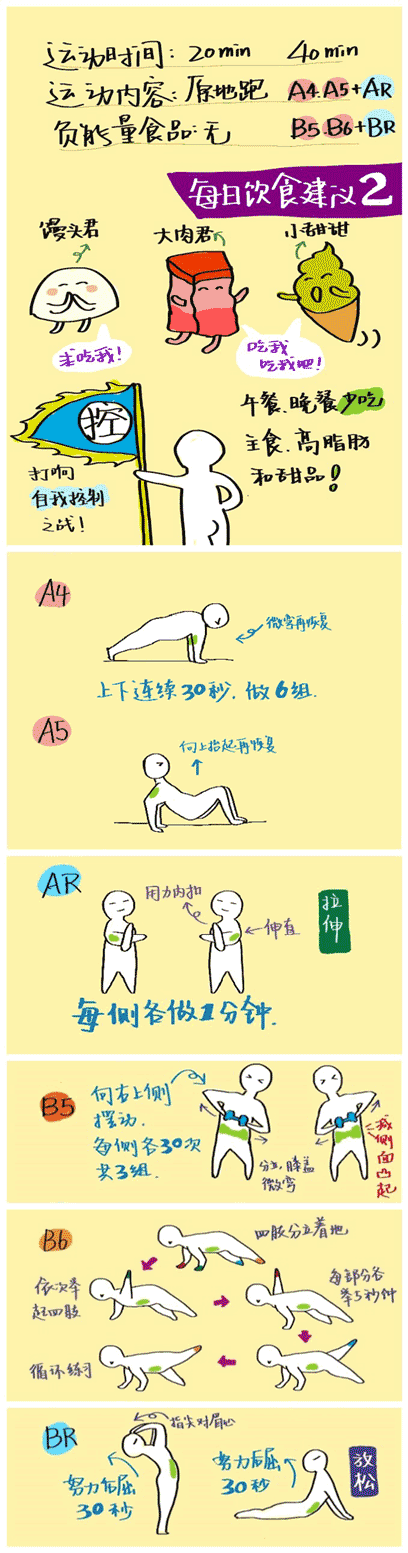 运动时间：20min 40min
运动内容：原地跑 A4.A5+AR
负能量食品：无 B5.B6+BR
每日饮食建议2
馒头君 大肉君 小甜甜
来吃我！
吃我
吃我吧！
控
午餐、晚餐少吃
主食、高脂肪
和甜品！
打响
自我控制
之战！
A4
微弯再恢复
上下连续30秒.做6组.
A5
向上抬起再恢复
AR
用力内扣
伸直
拉伸
每侧各做1分钟.
B5
向右上侧
摆动.
每侧各30次
共3组.
分立,膝盖
微弯
减侧面凸起
B6
四肢分立着地
依次举
起四肢
每部分各
举5秒钟
循环练习
BR
指尖对眉心
努力右屈
30秒
努力后屈
30秒
放松